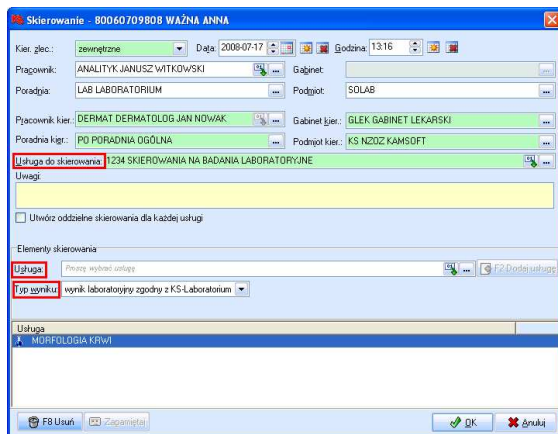 Skierowanie - 80060709808 WAŻNA ANNA
Kier. zlec.: zewnętrzne Data: 2008-07-17 Godzina: 13:16
Pracownik: ANALITYK JANUSZ WITKOWSKI Gabinet:
Poradnia: LAB LABORATORIUM Podmiot: SOLAB
Pracownik kier.: DERMAT DERMATOLOG JAN NOWAK Gabinet kier.: GLEK GABINET LEKARSKI
Poradnia kier.: PO PORADNIA OGÓLNA Podmiot kier.: KS NZOZ KAMSOFT
Usługa do skierowania: 1234 SKIEROWANIA NA BADANIA LABORATORYJNE
Uwagi:
Utwórz oddzielne skierowania dla każdej usługi
Elementy skierowania
Usługa: Proszę wybrać usługę F2 Dodaj usługę
Typ wyniku: wynik laboratoryjny zgodny z KS-Laboratorium
Usługa
MORFOLOGIA KRWI
F8 Usuń Zapamiętaj OK Anuluj